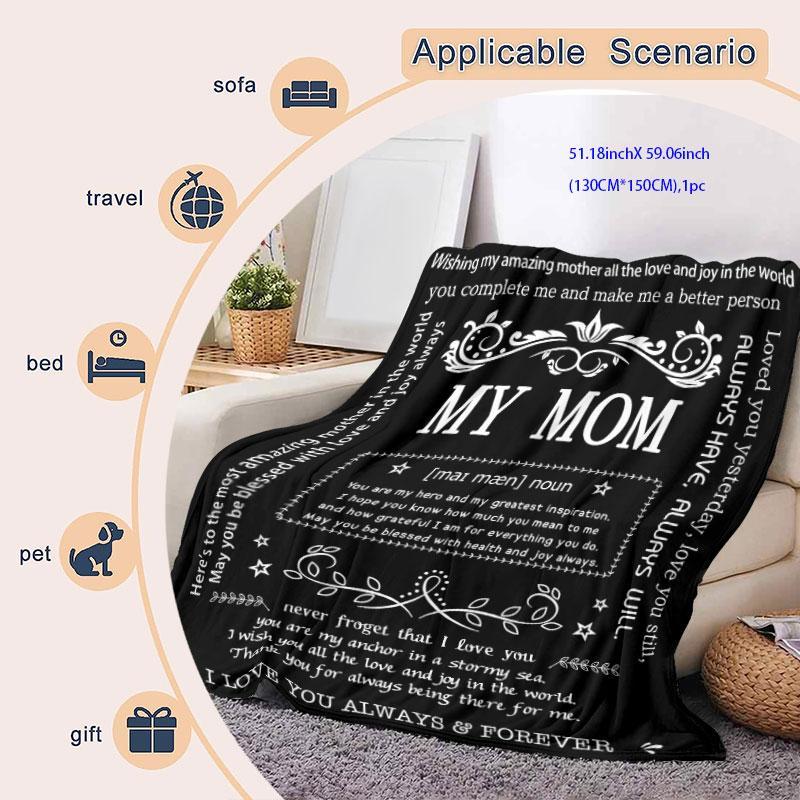 Applicable Scenario
sofa
travel
bed
pet
gift
51.18inchX 59.06inch
(130CM*150CM),1pc
Wishing my amazing mother all the love and joy in the World
you complete me and make me a better person
MY MOM
[maɪ mæn] noun
You are my hero and my greatest inspiration.
I hope you know how much you mean to me
and how grateful I am for everything you do.
May you be blessed with health and joy always.
never froget that I love you
you are my anchor in a stormy sea.
I wish you all the love and joy in the world.
Thank you for always being there for me.
I LOVE YOU ALWAYS & FOREVER
Here's to the most amazing mother in the world
May you be blessed with love and joy always
Loved you yesterday, love you still,
ALWAYS HAVE, ALWAYS WILL.